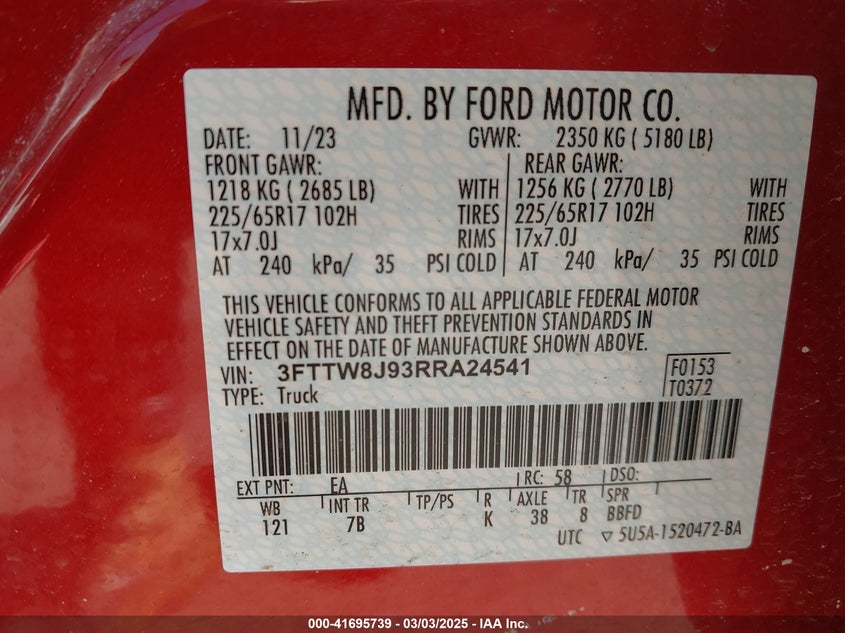 MFD. BY FORD MOTOR CO.
DATE: 11/23 GVWR: 2350 KG ( 5180 LB)
FRONT GAWR: REAR GAWR:
1218 KG ( 2685 LB) WITH 1256 KG ( 2770 LB) WITH
225/65R17 102H TIRES 225/65R17 102H TIRES
17x7.0J RIMS 17x7.0J RIMS
AT 240 kPa/ 35 PSI COLD AT 240 kPa/ 35 PSI COLD
THIS VEHICLE CONFORMS TO ALL APPLICABLE FEDERAL MOTOR
VEHICLE SAFETY AND THEFT PREVENTION STANDARDS IN
EFFECT ON THE DATE OF MANUFACTURE SHOWN ABOVE.
VIN: 3FTTW8J93RRA24541 F0153
TYPE: Truck T0372
EXT PNT: EA RC: 58 DSO:
WB INT TR TP/PS R AXLE TR SPR
121 7B K 38 8 BBFD
UTC ▽ 5U5A-1520472-BA
000-41695739 - 03/03/2025 - IAA Inc.